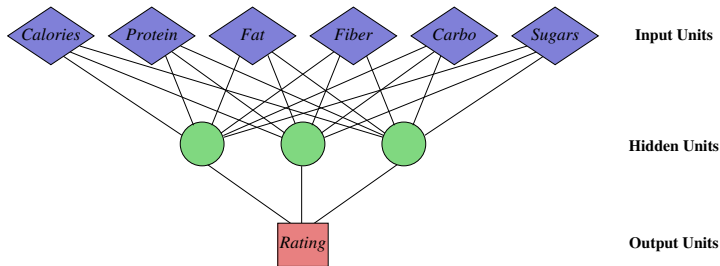 Calories Protein Fat Fiber Carbo Sugars Input Units
Hidden Units
Rating Output Units